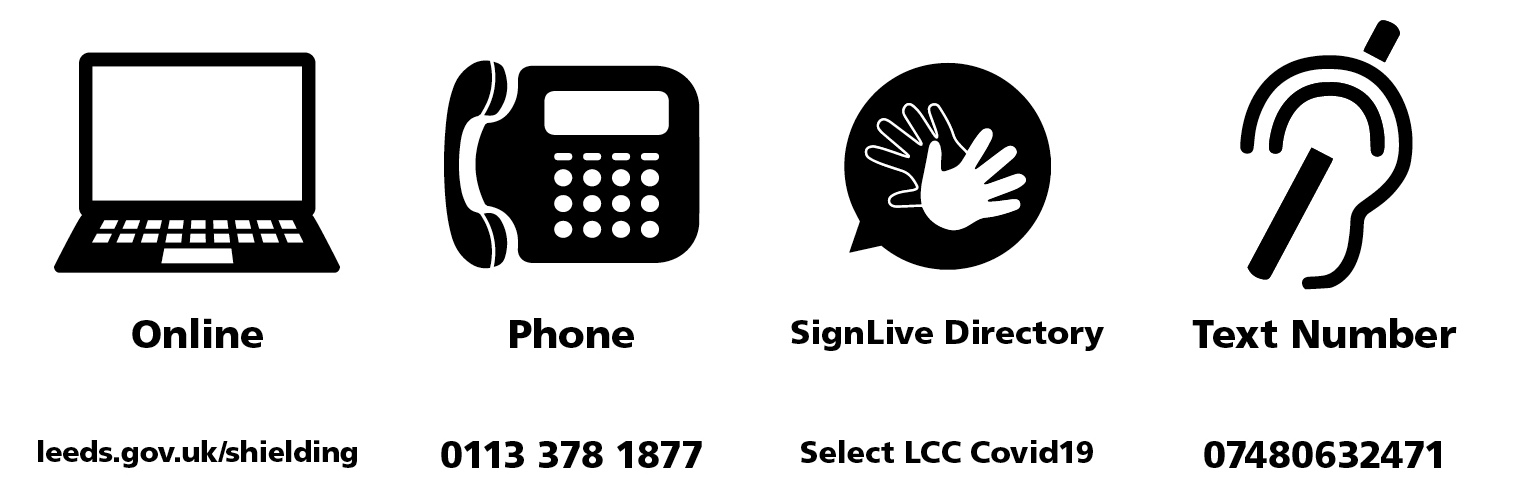 Online
leeds.gov.uk/shielding
Phone
0113 378 1877
SignLive Directory
Select LCC Covid19
Text Number
07480632471